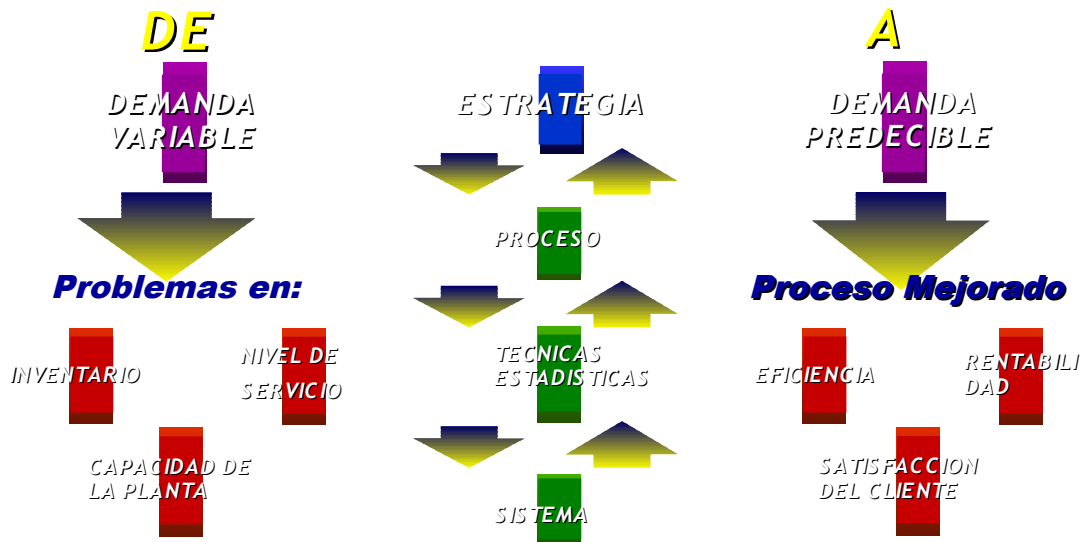 DE
DEMANDA
VARIABLE
Problemas en:
INVENTARIO
NIVEL DE
SERVICIO
CAPACIDAD DE
LA PLANTA
ESTRATEGIA
PROCESO
TECNICAS
ESTADISTICAS
SISTEMA
A
DEMANDA
PREDECIBLE
Proceso Mejorado
EFICIENCIA
RENTABILI
DAD
SATISFACCION
DEL CLIENTE